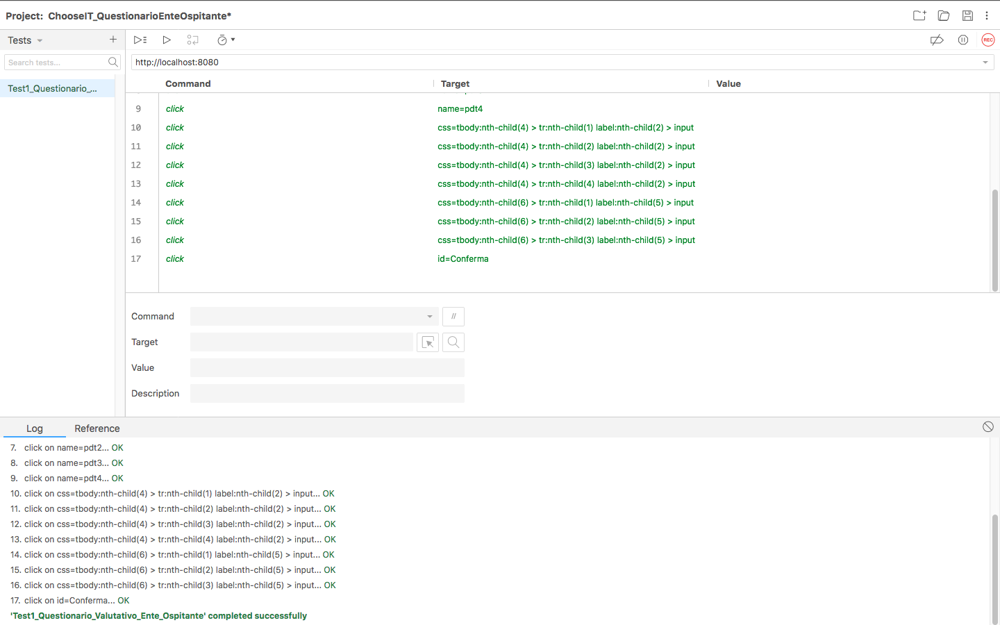 Project: ChooseIT_QuestionarioEnteOspitante*
Tests
Search tests...
Test1_Questionario_...
http://localhost:8080
REC
Command Target Value
9 click name=pdt4
10 click css=tbody:nth-child(4) > tr:nth-child(1) label:nth-child(2) > input
11 click css=tbody:nth-child(4) > tr:nth-child(2) label:nth-child(2) > input
12 click css=tbody:nth-child(4) > tr:nth-child(3) label:nth-child(2) > input
13 click css=tbody:nth-child(4) > tr:nth-child(4) label:nth-child(2) > input
14 click css=tbody:nth-child(6) > tr:nth-child(1) label:nth-child(5) > input
15 click css=tbody:nth-child(6) > tr:nth-child(2) label:nth-child(5) > input
16 click css=tbody:nth-child(6) > tr:nth-child(3) label:nth-child(5) > input
17 click id=Conferma
Command //
Target
Value
Description
Log Reference
7. click on name=pdt2... OK
8. click on name=pdt3... OK
9. click on name=pdt4... OK
10. click on css=tbody:nth-child(4) > tr:nth-child(1) label:nth-child(2) > input... OK
11. click on css=tbody:nth-child(4) > tr:nth-child(2) label:nth-child(2) > input... OK
12. click on css=tbody:nth-child(4) > tr:nth-child(3) label:nth-child(2) > input... OK
13. click on css=tbody:nth-child(4) > tr:nth-child(4) label:nth-child(2) > input... OK
14. click on css=tbody:nth-child(6) > tr:nth-child(1) label:nth-child(5) > input... OK
15. click on css=tbody:nth-child(6) > tr:nth-child(2) label:nth-child(5) > input... OK
16. click on css=tbody:nth-child(6) > tr:nth-child(3) label:nth-child(5) > input... OK
17. click on id=Conferma... OK
'Test1_Questionario_Valutativo_Ente_Ospitante' completed successfully